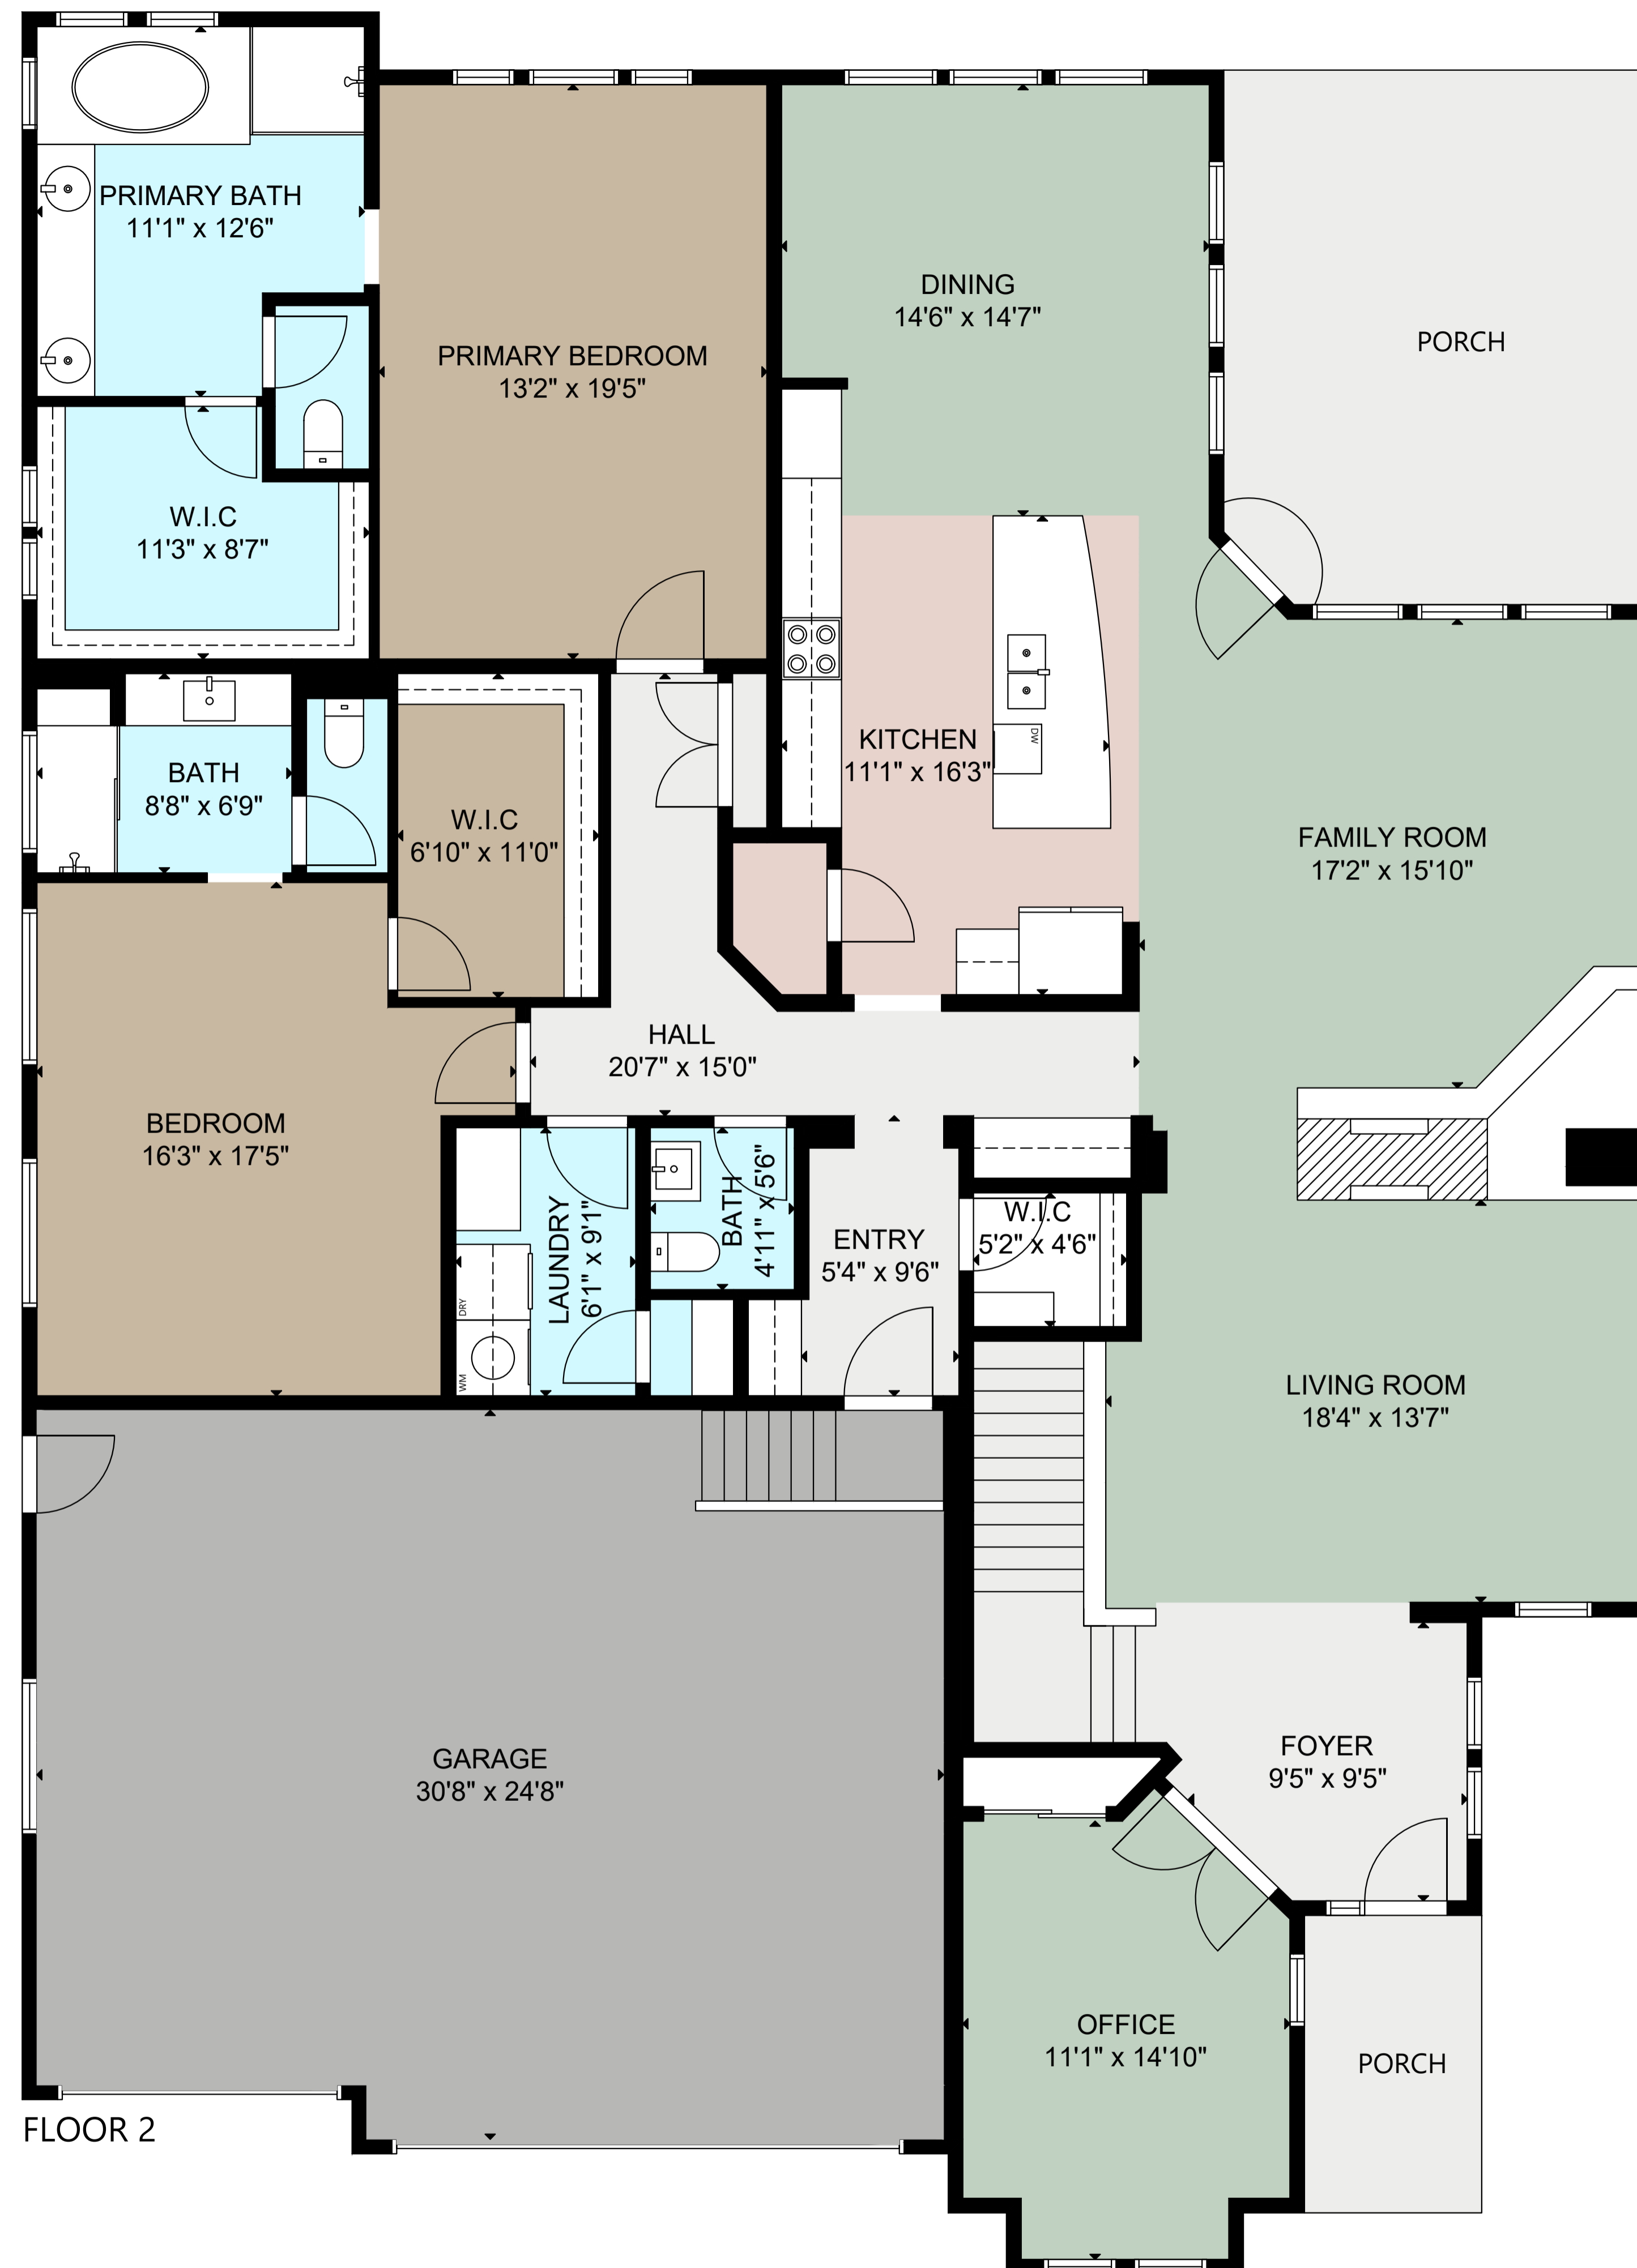 PRIMARY BATH
11'1" x 12'6"
DINING
14'6" x 14'7"
PORCH
PRIMARY BEDROOM
13'2" x 19'5"
W.I.C
11'3" x 8'7"
KITCHEN
11'1" x 16'3"
DW
BATH
8'8" x 6'9"
W.I.C
6'10" x 11'0"
FAMILY ROOM
17'2" x 15'10"
HALL
20'7" x 15'0"
BEDROOM
16'3" x 17'5"
LAUNDRY
6'1" x 9'1"
DRY
WM
BATH
4'11" x 5'6"
ENTRY
5'4" x 9'6"
W.I.C
5'2" x 4'6"
LIVING ROOM
18'4" x 13'7"
GARAGE
30'8" x 24'8"
FOYER
9'5" x 9'5"
OFFICE
11'1" x 14'10"
PORCH
FLOOR 2